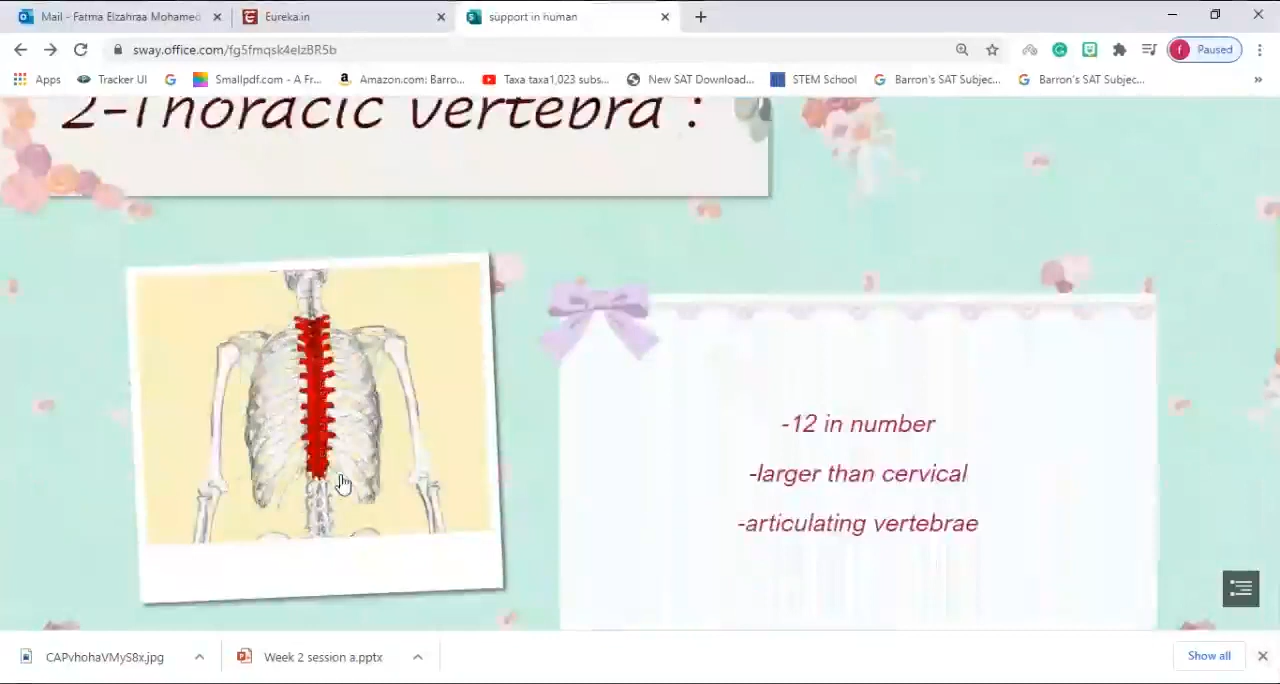 Mail - Fatma Elzahraa Mohamed
Eureka.in
support in human
sway.office.com/fg5fmqsk4elzBR5b
f
Paused
Apps
Tracker UI
Smallpdf.com - A Fr...
Amazon.com: Barro...
Taxa taxa1,023 subs...
New SAT Download...
STEM School
Barron's SAT Subjec...
Barron's SAT Subjec...
2-Thoracic vertebra :
-12 in number
-larger than cervical
-articulating vertebrae
CAPvhohaVMyS8x.jpg
Week 2 session a.pptx
Show all